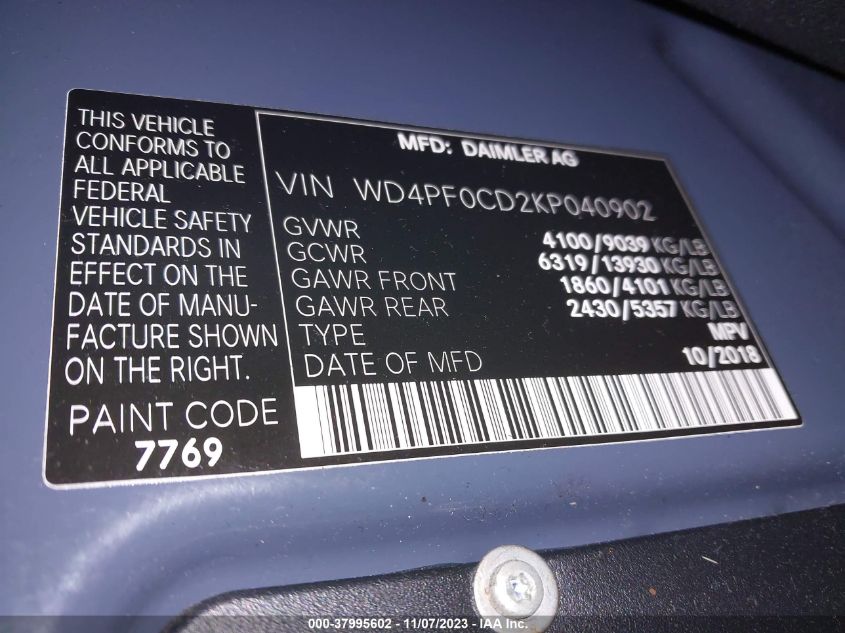 THIS VEHICLE
CONFORMS TO
ALL APPLICABLE
FEDERAL
VEHICLE SAFETY
STANDARDS IN
EFFECT ON THE
DATE OF MANU-
FACTURE SHOWN
ON THE RIGHT.
PAINT CODE
7769
MFD: DAIMLER AG
VIN WD4PF0CD2KP040902
GVWR 4100/9039 KG/LB
GCWR 6319/13930 KG/LB
GAWR FRONT 1860/4101 KG/LB
GAWR REAR 2430/5357 KG/LB
TYPE MPV
DATE OF MFD 10/2018
000-37995602 - 11/07/2023 - IAA Inc.